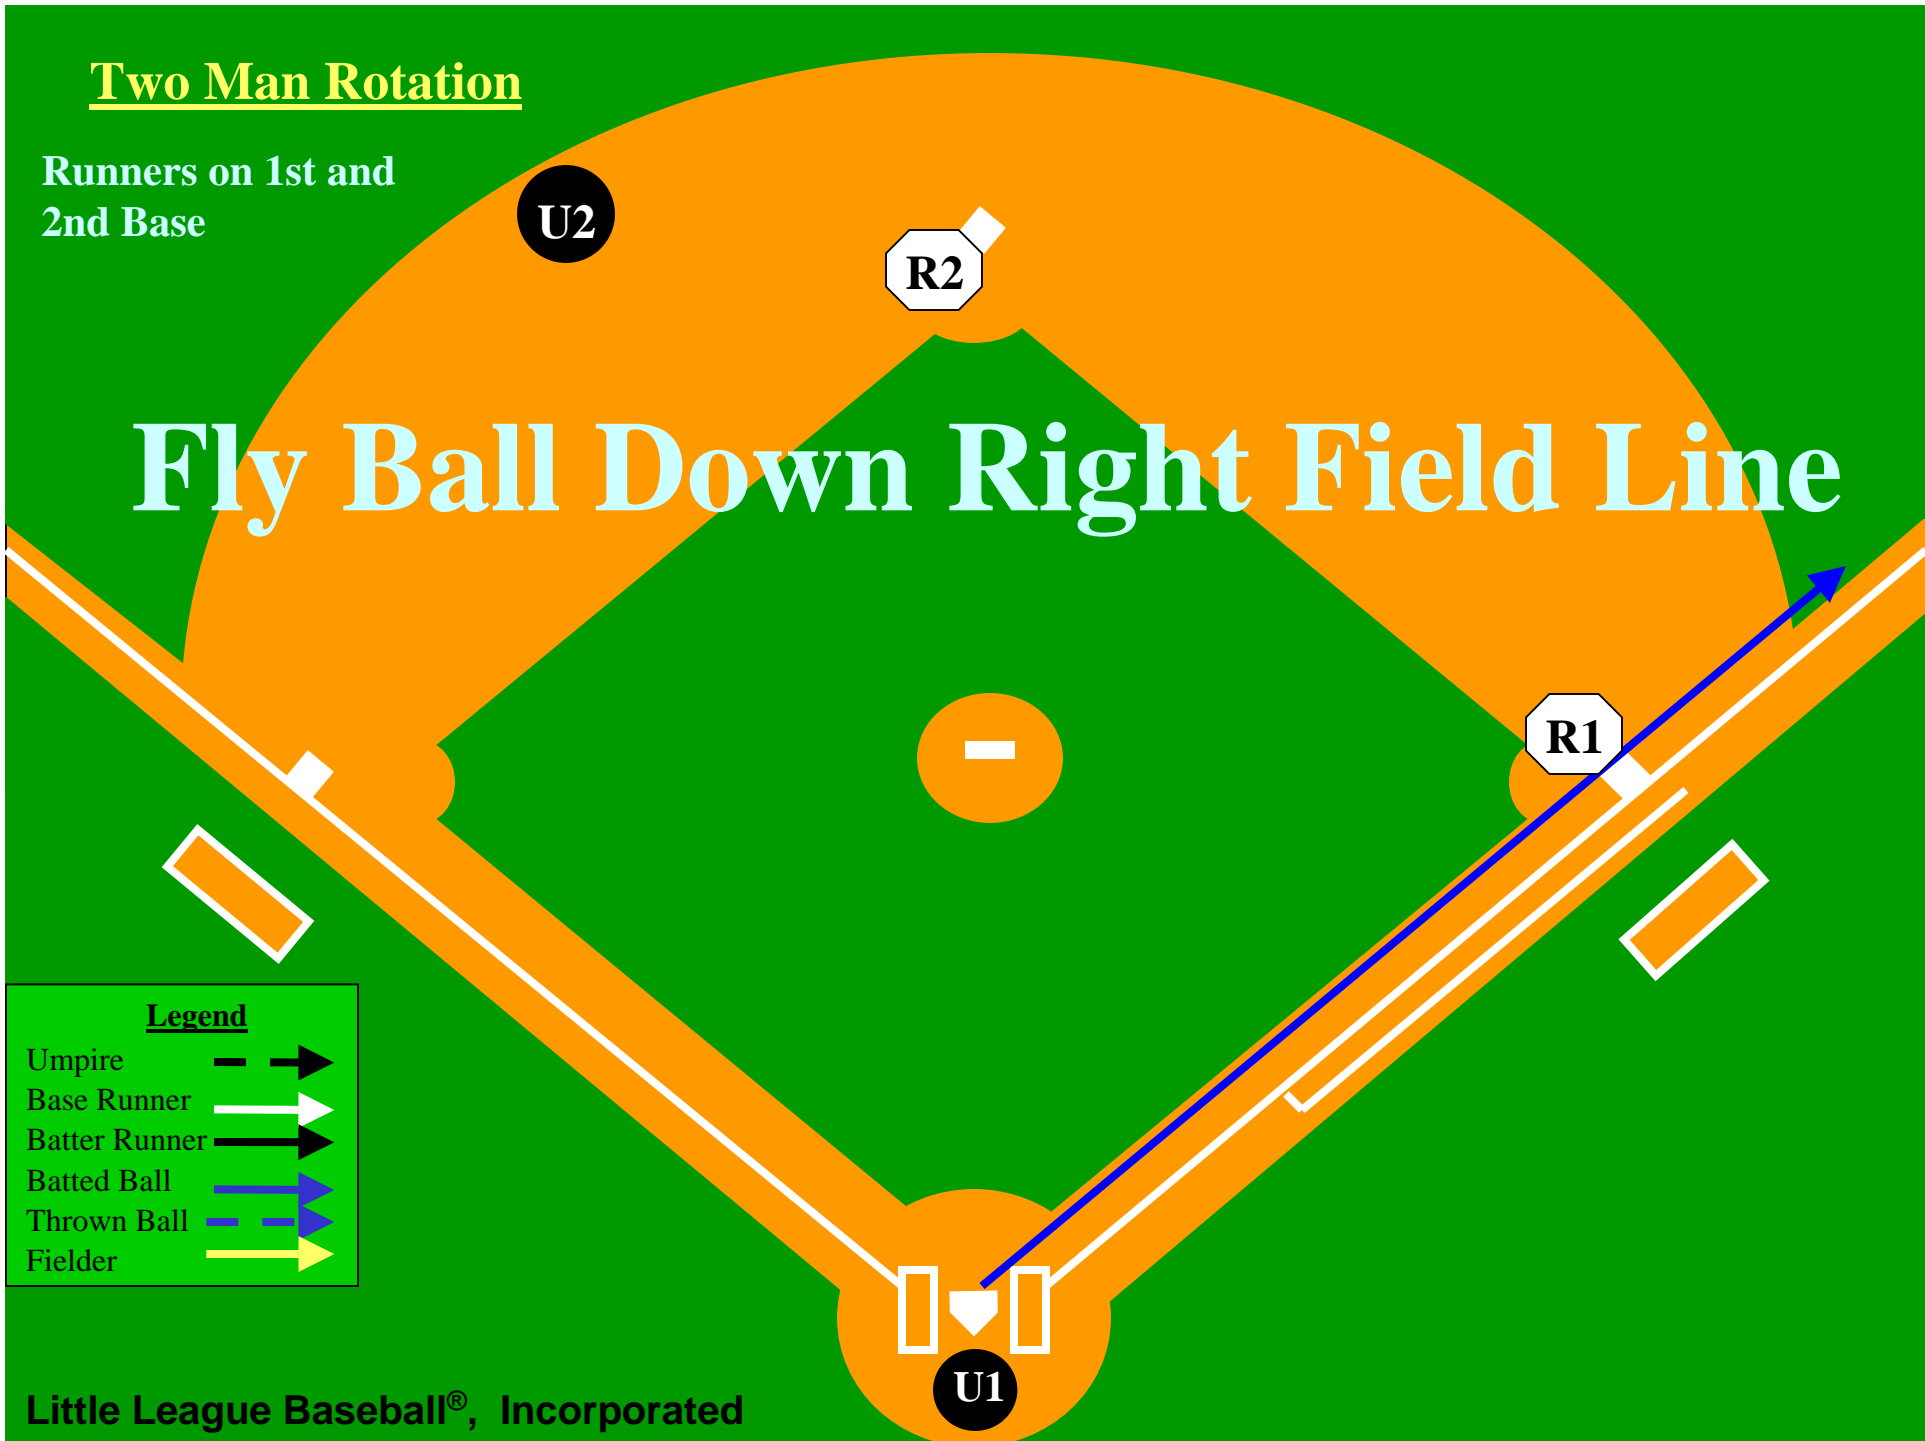 Two Man Rotation
Runners on 1st and
2nd Base
U2
R2
Fly Ball Down Right Field Line
R1
Legend
Umpire
Base Runner
Batter Runner
Batted Ball
Thrown Ball
Fielder
U1
Little League Baseball®, Incorporated